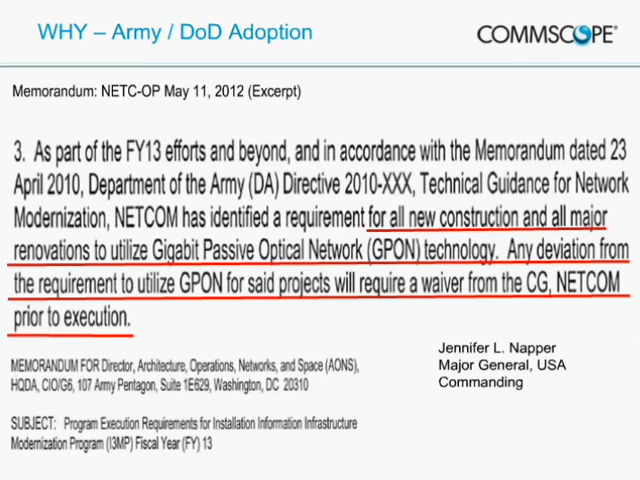 WHY – Army / DoD Adoption
COMMSCOPE®
Memorandum: NETC-OP May 11, 2012 (Excerpt)
3. As part of the FY13 efforts and beyond, and in accordance with the Memorandum dated 23
April 2010, Department of the Army (DA) Directive 2010-XXX, Technical Guidance for Network
Modernization, NETCOM has identified a requirement for all new construction and all major
renovations to utilize Gigabit Passive Optical Network (GPON) technology. Any deviation from
the requirement to utilize GPON for said projects will require a waiver from the CG, NETCOM
prior to execution.
Jennifer L. Napper
Major General, USA
Commanding
MEMORANDUM FOR Director, Architecture, Operations, Networks, and Space (AONS),
HQDA, CIO/G6, 107 Army Pentagon, Suite 1E629, Washington, DC 20310
SUBJECT: Program Execution Requirements for Installation Information Infrastructure
Modernization Program (I3MP) Fiscal Year (FY) 13